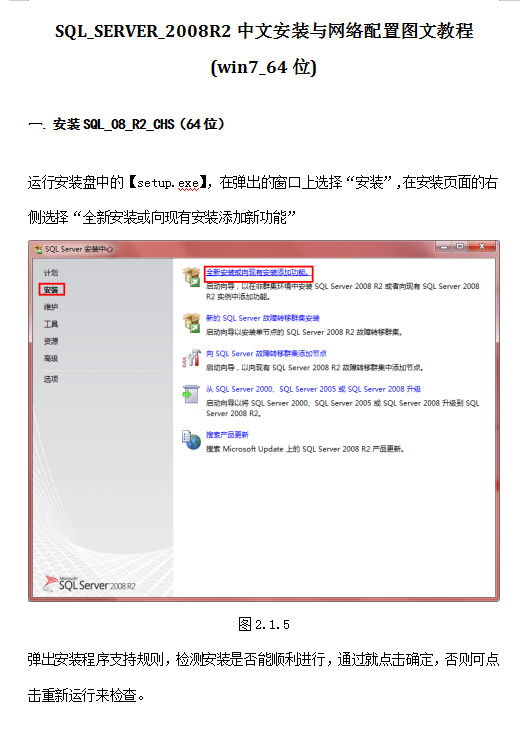 SQL_SERVER_2008R2 中文安装与网络配置图文教程
(win7_64 位)
一. 安装 SQL_08_R2_CHS（64 位）
运行安装盘中的【setup.exe】，在弹出的窗口上选择“安装”,在安装页面的右
侧选择“全新安装或向现有安装添加新功能”
SQL Server 安装中心
计划
安装
维护
工具
资源
高级
选项
全新安装或向现有安装添加功能。
启动向导，以在非群集环境中安装 SQL Server 2008 R2 或者向现有 SQL Server 2008
R2 实例中添加功能。
新的 SQL Server 故障转移群集安装
启动向导以安装单节点的 SQL Server 2008 R2 故障转移群集。
向 SQL Server 故障转移群集添加节点
启动向导，以向现有 SQL Server 2008 R2 故障转移群集中添加节点。
从 SQL Server 2000、SQL Server 2005 或 SQL Server 2008 升级
启动向导以将 SQL Server 2000、SQL Server 2005 或 SQL Server 2008 升级到 SQL
Server 2008 R2。
搜索产品更新
搜索 Microsoft Update 上的 SQL Server 2008 R2 产品更新。
Microsoft
SQL Server 2008 R2
图 2.1.5
弹出安装程序支持规则，检测安装是否能顺利进行，通过就点击确定，否则可点
击重新运行来检查。